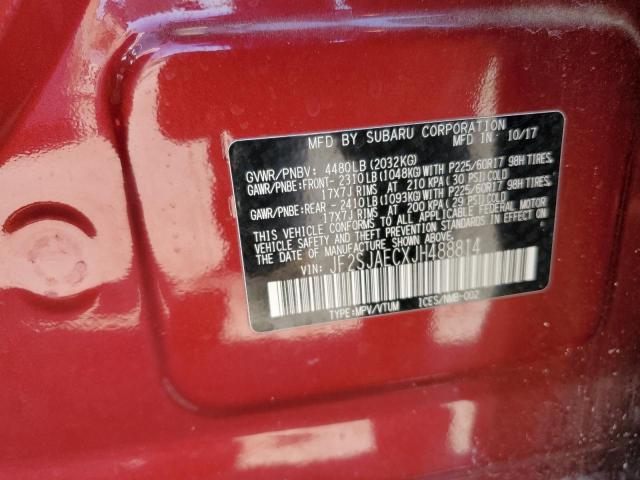 MFD BY SUBARU CORPORATION
MFD IN: 10/17
GVWR/PNBV: 4480LB (2032KG)
GAWR/PNBE: FRONT- 2310LB (1048KG) WITH P225/60R17 98H TIRES,
17X7J RIMS AT 210 KPA (30 PSI) COLD
GAWR/PNBE: REAR - 2410LB (1093KG) WITH P225/60R17 98H TIRES,
17X7J RIMS AT 200 KPA (29 PSI) COLD
THIS VEHICLE CONFORMS TO ALL APPLICABLE FEDERAL MOTOR
VEHICLE SAFETY AND THEFT PREVENTION STANDARDS IN EFFECT
ON THE DATE OF MANUFACTURE SHOWN ABOVE.
VIN: JF2SJAECXJH488814
TYPE: MPV/VTUM ICES/NMB-002